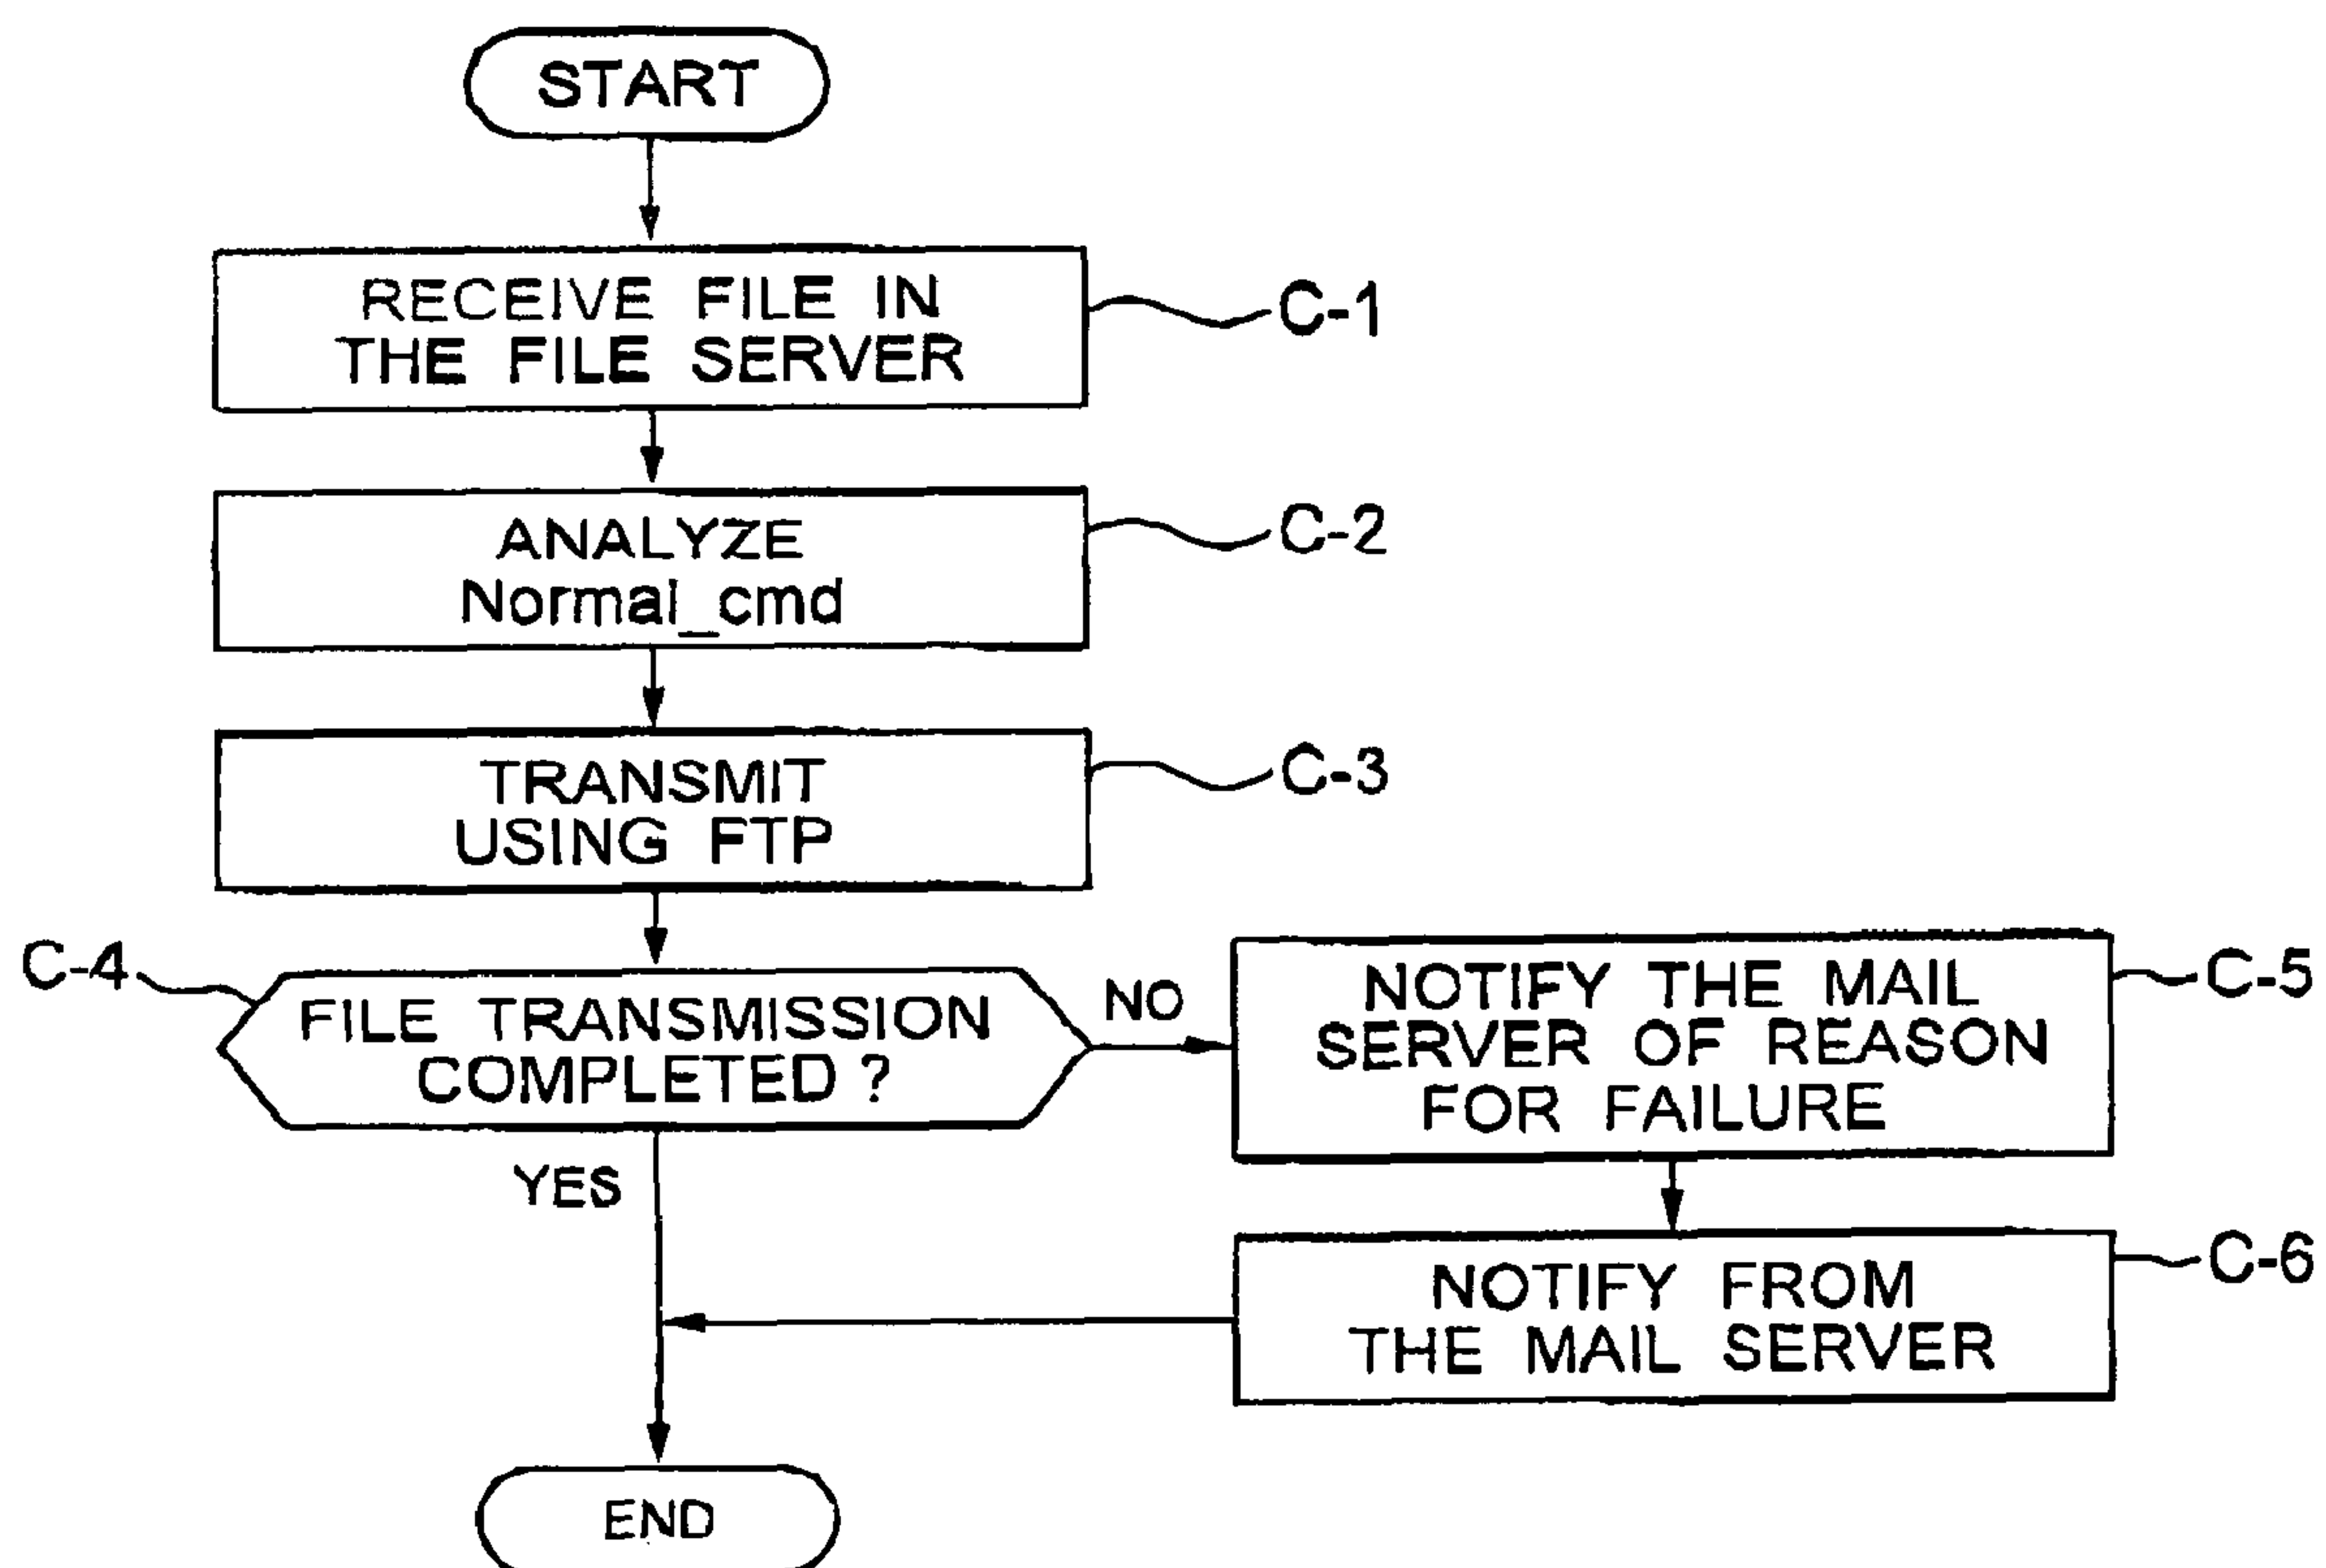 START
RECEIVE FILE IN
THE FILE SERVER
C-1
ANALYZE
Normal_cmd
C-2
TRANSMIT
USING FTP
C-3
C-4
FILE TRANSMISSION
COMPLETED ?
NO
YES
NOTIFY THE MAIL
SERVER OF REASON
FOR FAILURE
C-5
NOTIFY FROM
THE MAIL SERVER
C-6
END